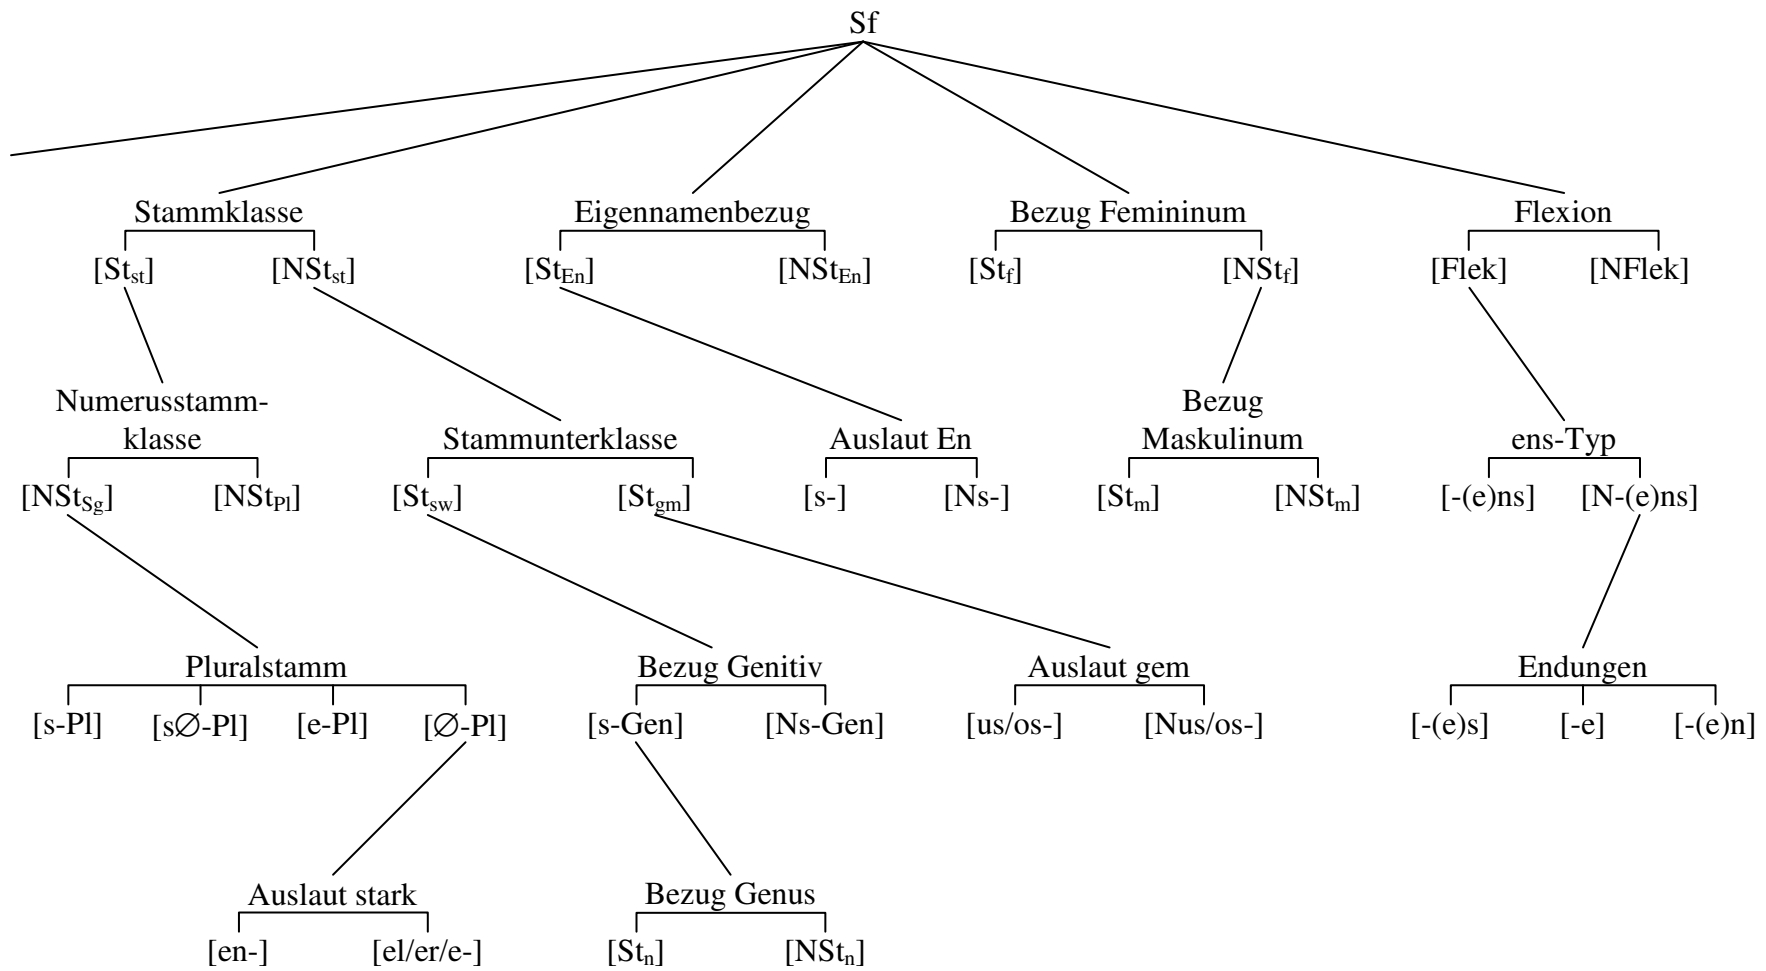 Sf
Stammklasse Eigennamenbezug Bezug Femininum Flexion
[St_st] [NSt_st] [St_En] [NSt_En] [St_f] [NSt_f] [Flek] [NFlek]
Numerusstamm- Bezug
klasse Stammunterklasse Auslaut En Maskulinum ens-Typ
[NSt_Sg] [NSt_Pl] [St_sw] [St_gm] [s-] [Ns-] [St_m] [NSt_m] [-(e)ns] [N-(e)ns]
Pluralstamm Bezug Genitiv Auslaut gem Endungen
[s-Pl] [s∅-Pl] [e-Pl] [∅-Pl] [s-Gen] [Ns-Gen] [us/os-] [Nus/os-] [-(e)s] [-e] [-(e)n]
Auslaut stark Bezug Genus
[en-] [el/er/e-] [St_n] [NSt_n]